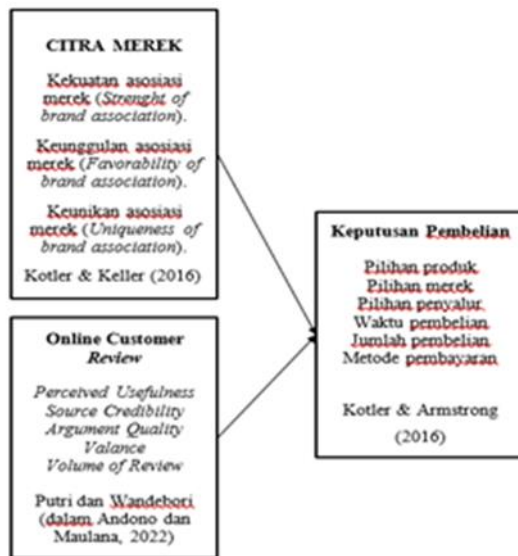 CITRA MEREK
Kekuatan asosiasi
merek (Strenght of
brand association).
Keunggulan asosiasi
merek (Favorability of
brand association).
Keunikan asosiasi
merek (Uniqueness of
brand association).
Kotler & Keller (2016)
Online Customer
Review
Perceived Usefulness
Source Credibility
Argument Quality
Valance
Volume of Review
Putri dan Wandebori
(dalam Andono dan
Maulana, 2022)
Keputusan Pembelian
Pilihan produk
Pilihan merek
Pilihan penyalur
Waktu pembelian
Jumlah pembelian
Metode pembayaran
Kotler & Armstrong
(2016)